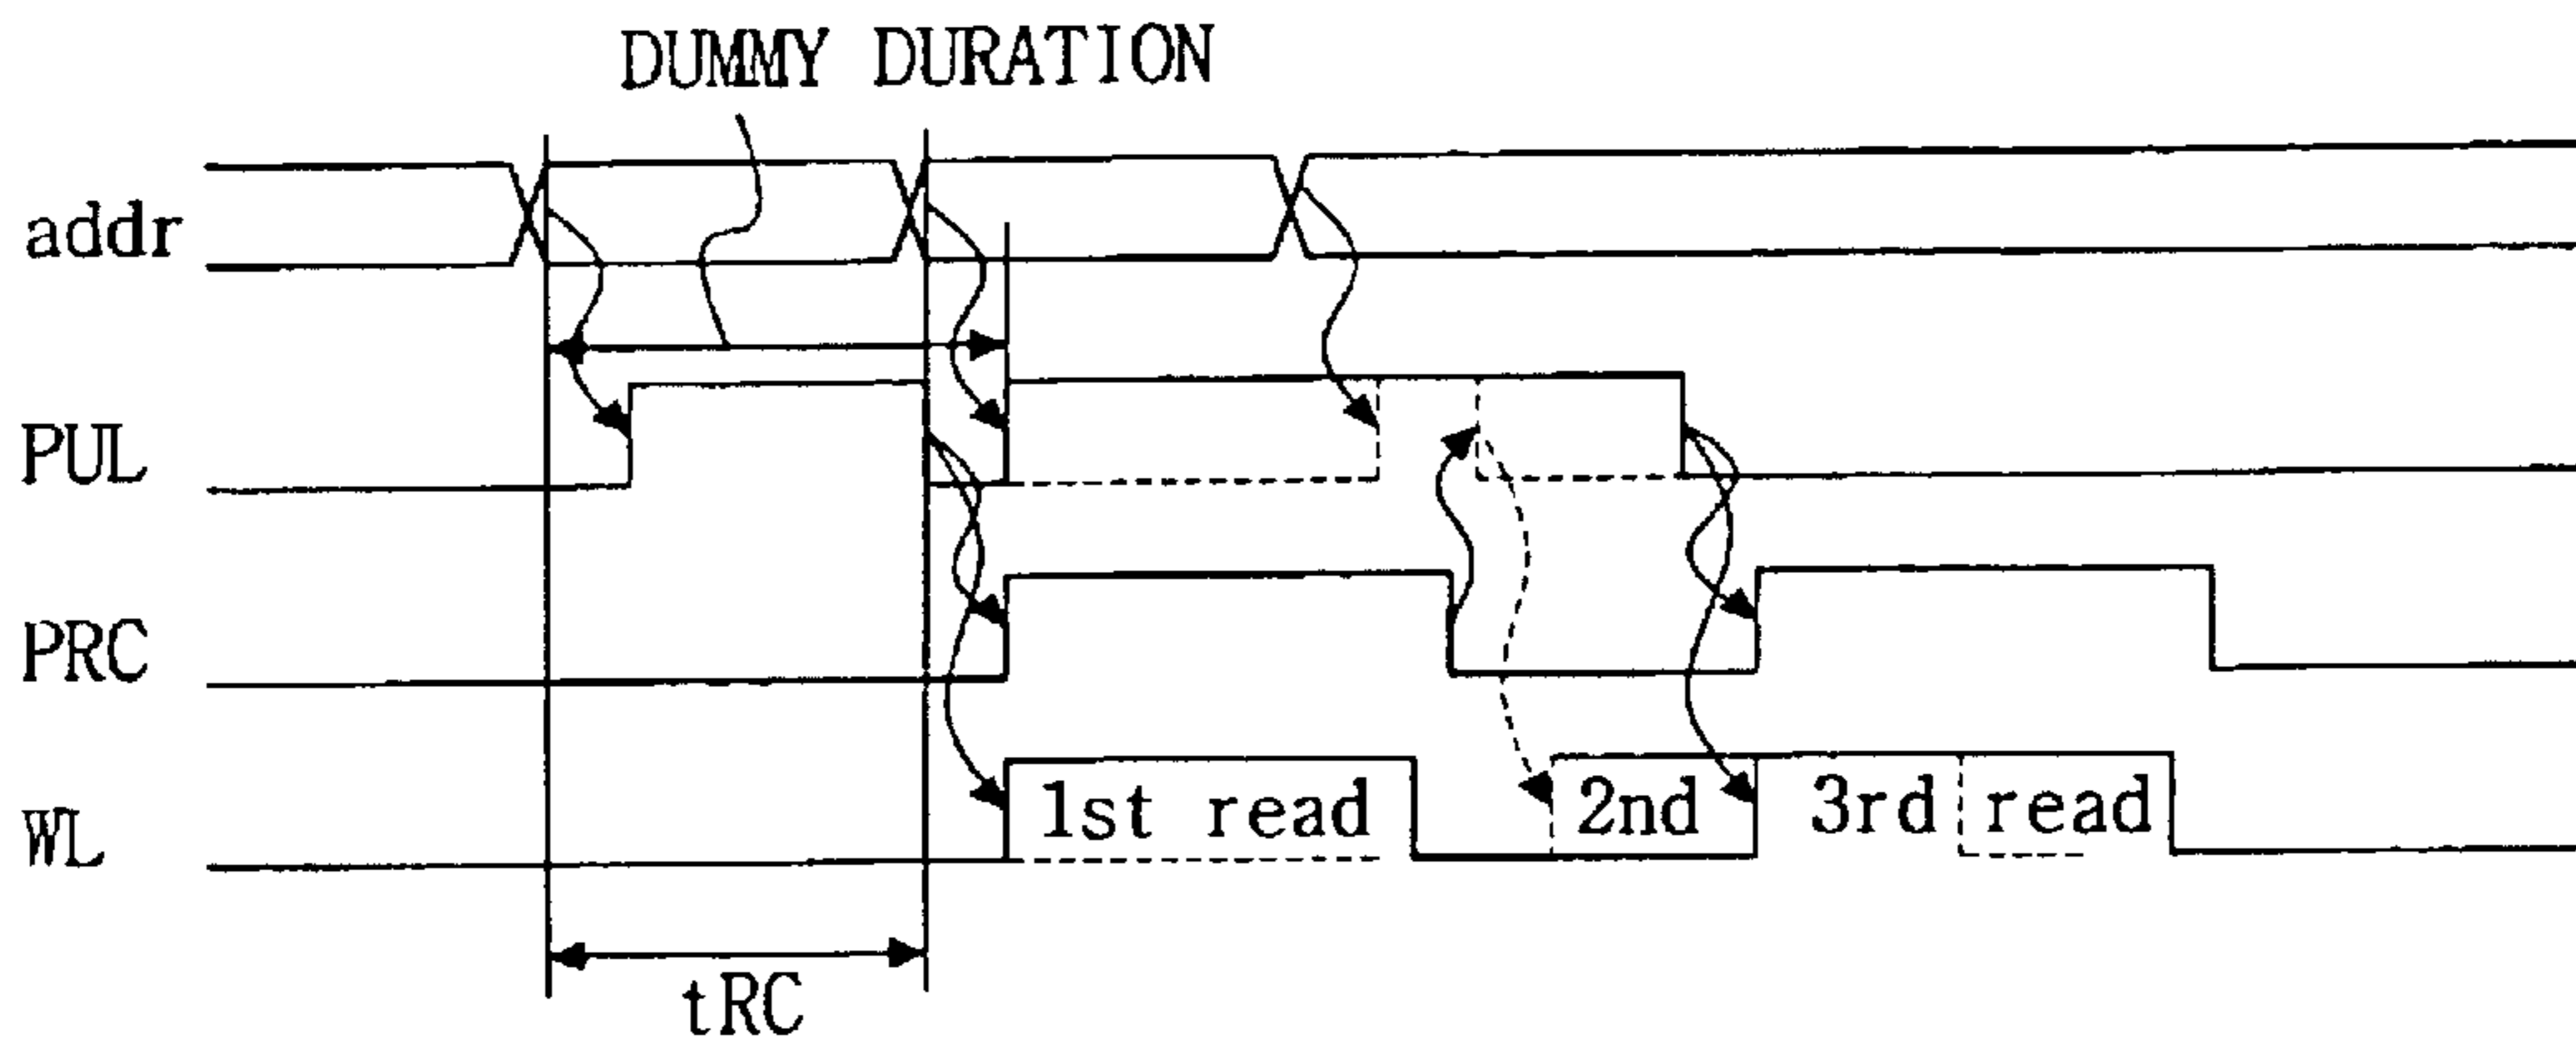 DUMMY DURATION
addr
PUL
PRC
WL
1st read
2nd
3rd read
tRC